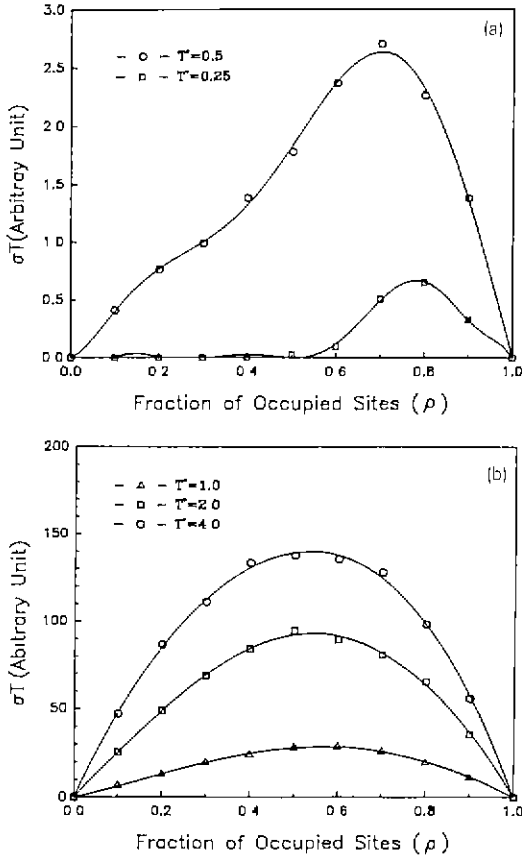 (a)
3.0
2.5
2.0
1.5
1.0
0.5
0.0
σT(Arbitray Unit)
– ○ – T*=0.5
– □ – T*=0.25
0.0 0.2 0.4 0.6 0.8 1.0
Fraction of Occupied Sites (ρ)
(b)
200
150
100
50
0
σT (Abitrary Unit)
– △ – T*=1.0
– □ – T*=2.0
– ○ – T*=4.0
0.0 0.2 0.4 0.6 0.8 1.0
Fraction of Occupied Sites (ρ)